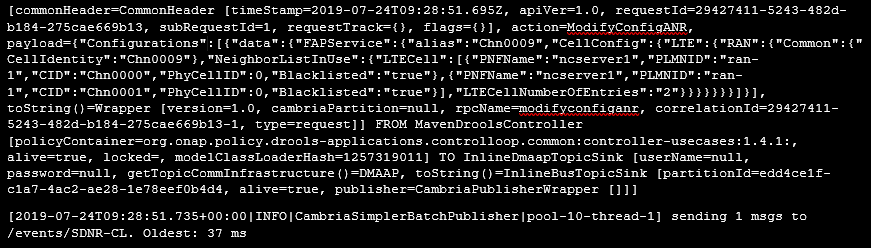 [commonHeader=CommonHeader [timeStamp=2019-07-24T09:28:51.695Z, apiVer=1.0, requestId=29427411-5243-482d-
b184-275cae669b13, subRequestId=1, requestTrack={}, flags={}], action=ModifyConfigANR,
payload={"Configurations":[{"data":{"FAPService":{"alias":"Chn0009","CellConfig":{"LTE":{"RAN":{"Common":{"
CellIdentity":"Chn0009"},"NeighborListInUse":{"LTECell":[{"PNFName":"ncserver1","PLMNID":"ran-
1","CID":"Chn0000","PhyCellID":0,"Blacklisted":"true"},{"PNFName":"ncserver1","PLMNID":"ran-
1","CID":"Chn0001","PhyCellID":0,"Blacklisted":"true"}],"LTECellNumberOfEntries":"2"}}}}}}}]}],
toString()=Wrapper [version=1.0, cambriaPartition=null, rpcName=modifyconfiganr, correlationId=29427411-
5243-482d-b184-275cae669b13-1, type=request]] FROM MavenDroolsController
[policyContainer=org.onap.policy.drools-applications.controlloop.common:controller-usecases:1.4.1:,
alive=true, locked=, modelClassLoaderHash=1257319011] TO InlineDmaapTopicSink [userName=null,
password=null, getTopicCommInfrastructure()=DMAAP, toString()=InlineBusTopicSink [partitionId=edd4ce1f-
c1a7-4ac2-ae28-1e78eef0b4d4, alive=true, publisher=CambriaPublisherWrapper []]]
[2019-07-24T09:28:51.735+00:00|INFO|CambriaSimplerBatchPublisher|pool-10-thread-1] sending 1 msgs to
/events/SDNR-CL. Oldest: 37 ms